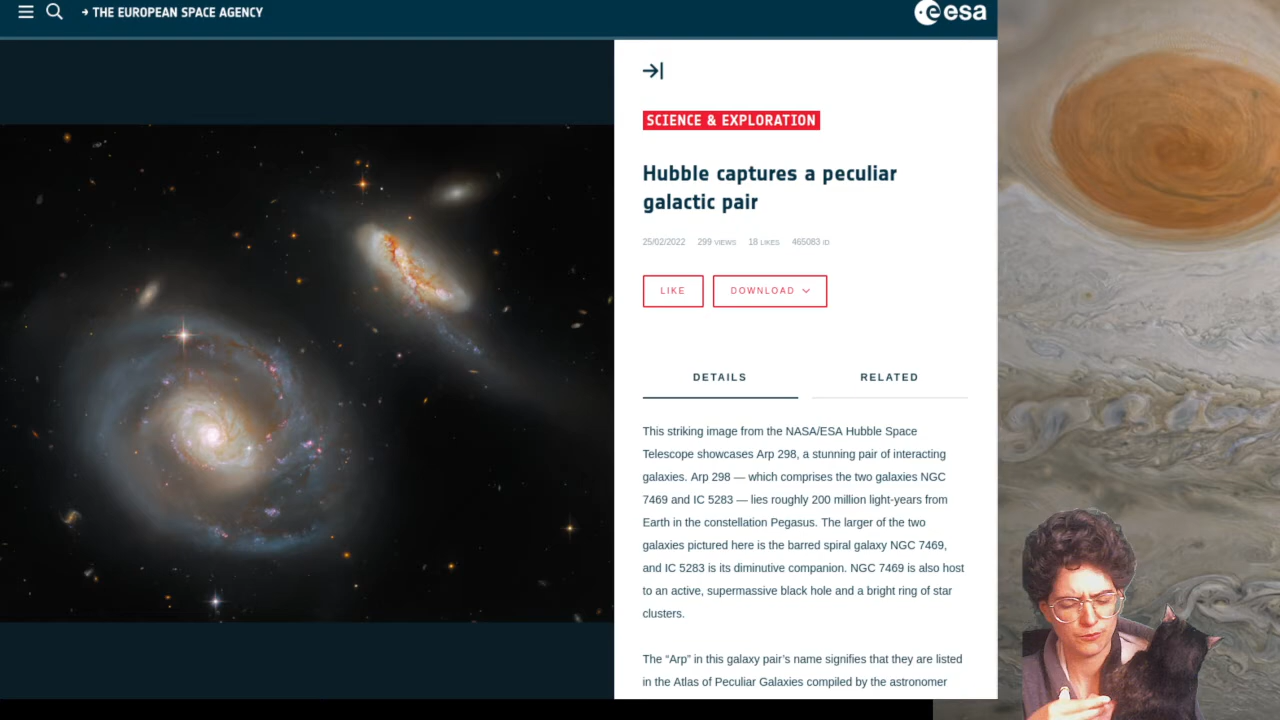 → THE EUROPEAN SPACE AGENCY
esa
SCIENCE & EXPLORATION
Hubble captures a peculiar
galactic pair
25/02/2022 299 VIEWS 18 LIKES 465083 ID
LIKE DOWNLOAD
DETAILS RELATED
This striking image from the NASA/ESA Hubble Space
Telescope showcases Arp 298, a stunning pair of interacting
galaxies. Arp 298 — which comprises the two galaxies NGC
7469 and IC 5283 — lies roughly 200 million light-years from
Earth in the constellation Pegasus. The larger of the two
galaxies pictured here is the barred spiral galaxy NGC 7469,
and IC 5283 is its diminutive companion. NGC 7469 is also host
to an active, supermassive black hole and a bright ring of star
clusters.
The “Arp” in this galaxy pair’s name signifies that they are listed
in the Atlas of Peculiar Galaxies compiled by the astronomer